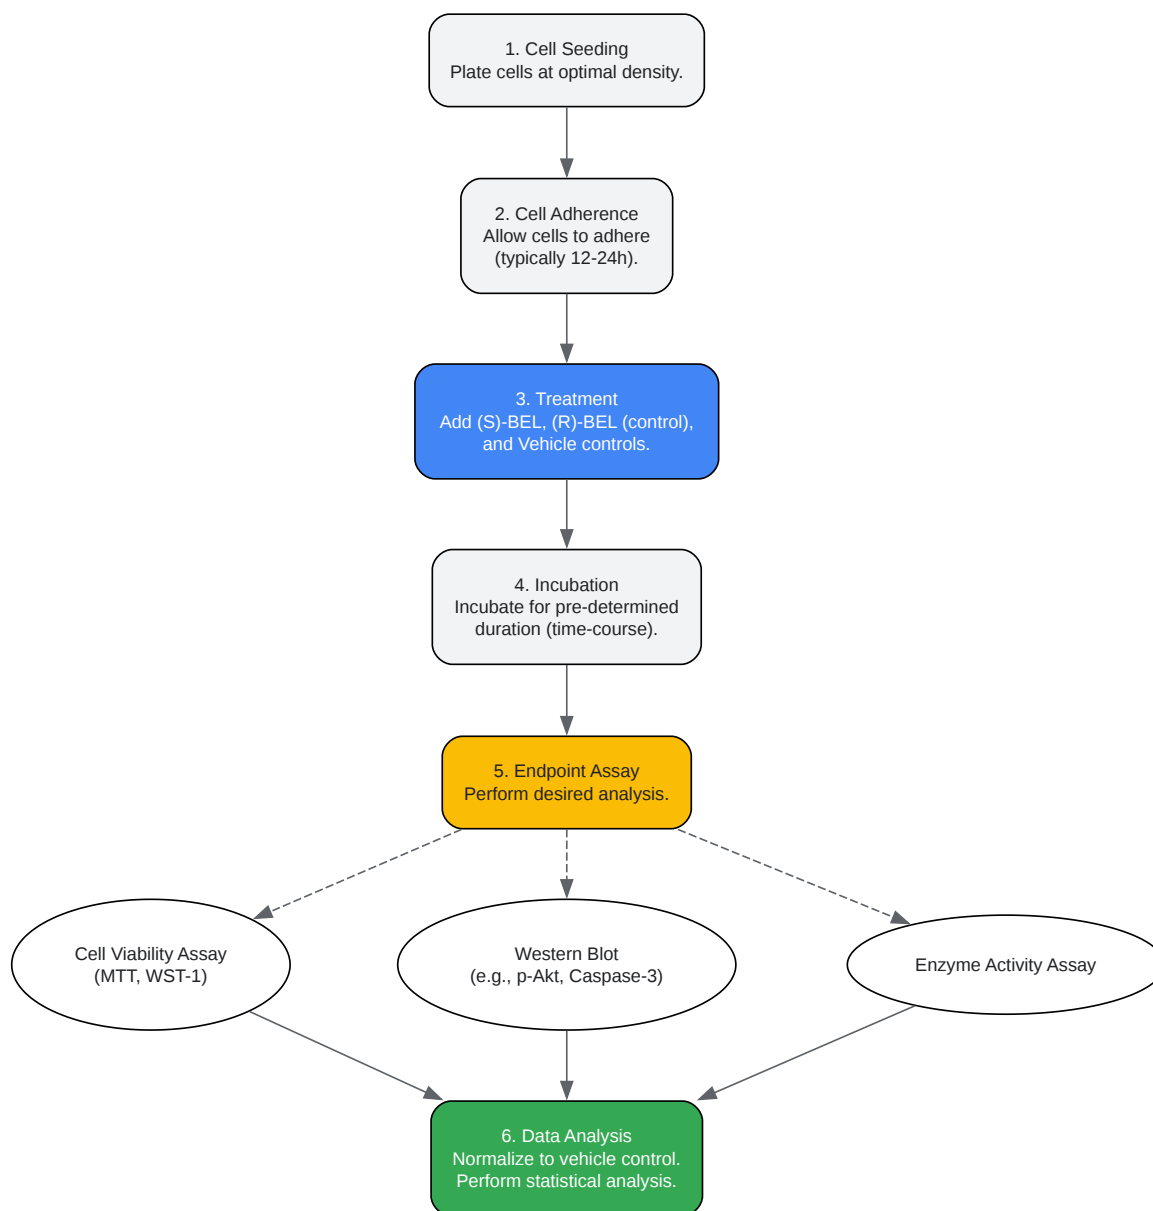 1. Cell Seeding
Plate cells at optimal density.
2. Cell Adherence
Allow cells to adhere
(typically 12-24h).
3. Treatment
Add (S)-BEL, (R)-BEL (control),
and Vehicle controls.
4. Incubation
Incubate for pre-determined
duration (time-course).
5. Endpoint Assay
Perform desired analysis.
Cell Viability Assay
(MTT, WST-1)
Western Blot
(e.g., p-Akt, Caspase-3)
Enzyme Activity Assay
6. Data Analysis
Normalize to vehicle control.
Perform statistical analysis.